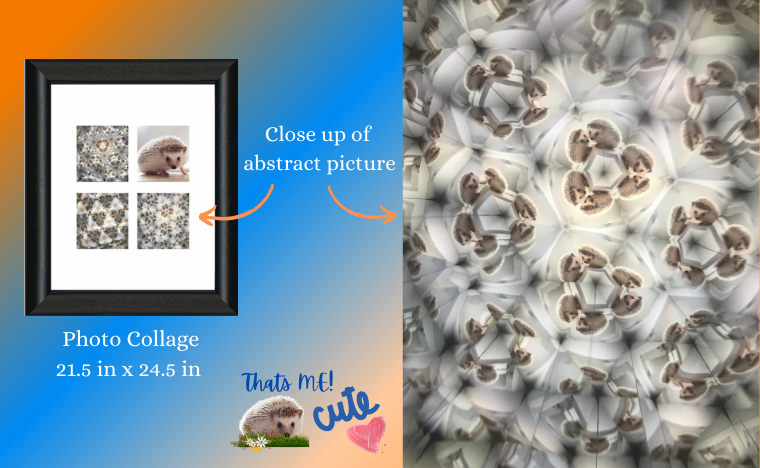 Close up of
abstract picture
Photo Collage
21.5 in x 24.5 in
Thats ME!
cute